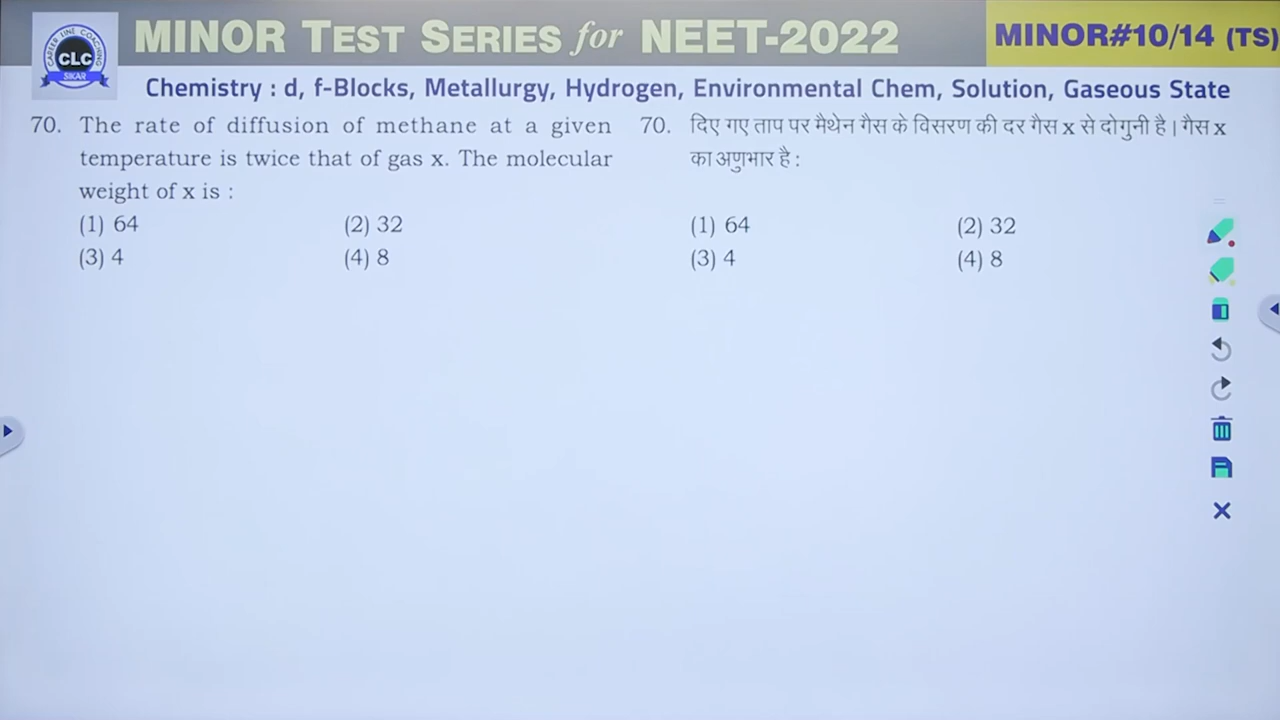 CAREER LINE COACHING
CLC
SIKAR
MINOR TEST SERIES for NEET-2022
MINOR#10/14 (TS)
Chemistry : d, f-Blocks, Metallurgy, Hydrogen, Environmental Chem, Solution, Gaseous State
70. The rate of diffusion of methane at a given
temperature is twice that of gas x. The molecular
weight of x is :
(1) 64 (2) 32
(3) 4 (4) 8
70. दिए गए ताप पर मैथेन गैस के विसरण की दर गैस x से दोगुनी है। गैस x
का अणुभार है :
(1) 64 (2) 32
(3) 4 (4) 8